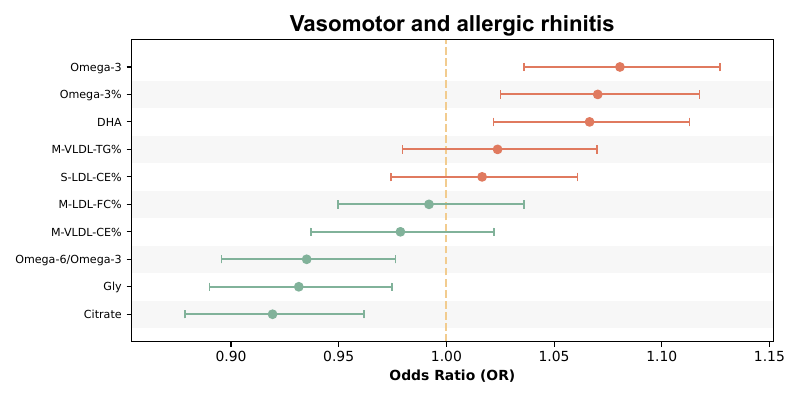 Vasomotor and allergic rhinitis
Omega-3
Omega-3%
DHA
M-VLDL-TG%
S-LDL-CE%
M-LDL-FC%
M-VLDL-CE%
Omega-6/Omega-3
Gly
Citrate
0.90 0.95 1.00 1.05 1.10 1.15
Odds Ratio (OR)